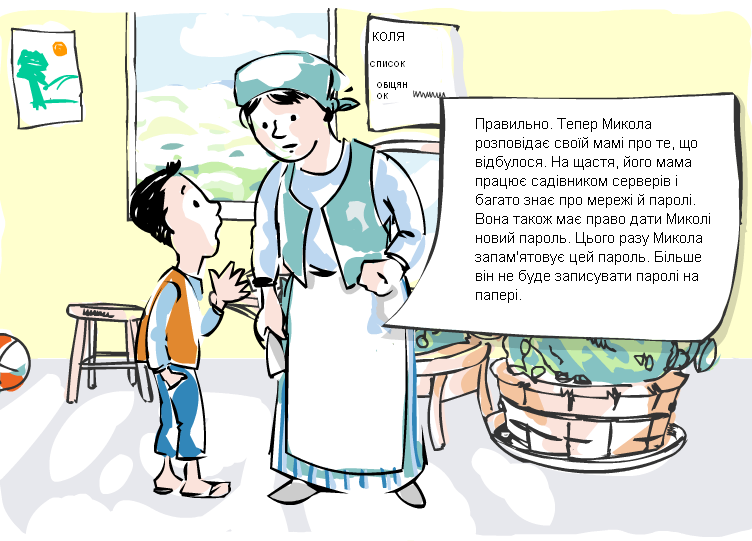 КОЛЯ
список
обіцян
ок
Правильно. Тепер Микола
розповідає своїй мамі про те, що
відбулося. На щастя, його мама
працює садівником серверів і
багато знає про мережі й паролі.
Вона також має право дати Миколі
новий пароль. Цього разу Микола
запам'ятовує цей пароль. Більше
він не буде записувати паролі на
папері.